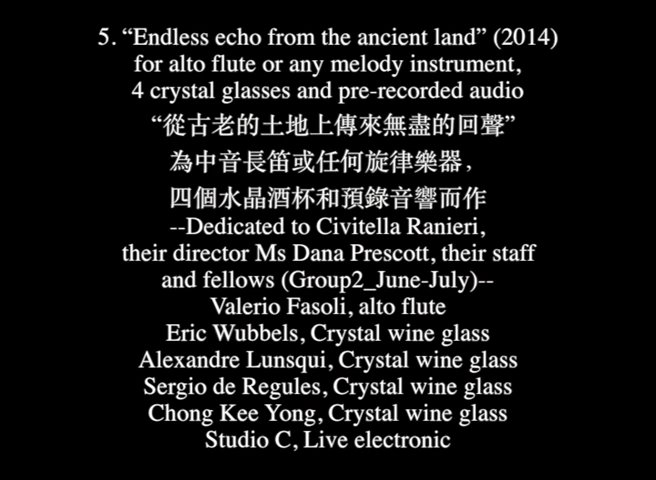 5. “Endless echo from the ancient land” (2014)
for alto flute or any melody instrument,
4 crystal glasses and pre-recorded audio
“從古老的土地上傳來無盡的回聲”
為中音長笛或任何旋律樂器,
四個水晶酒杯和預錄音響而作
--Dedicated to Civitella Ranieri,
their director Ms Dana Prescott, their staff
and fellows (Group2_June-July)--
Valerio Fasoli, alto flute
Eric Wubbels, Crystal wine glass
Alexandre Lunsqui, Crystal wine glass
Sergio de Regules, Crystal wine glass
Chong Kee Yong, Crystal wine glass
Studio C, Live electronic